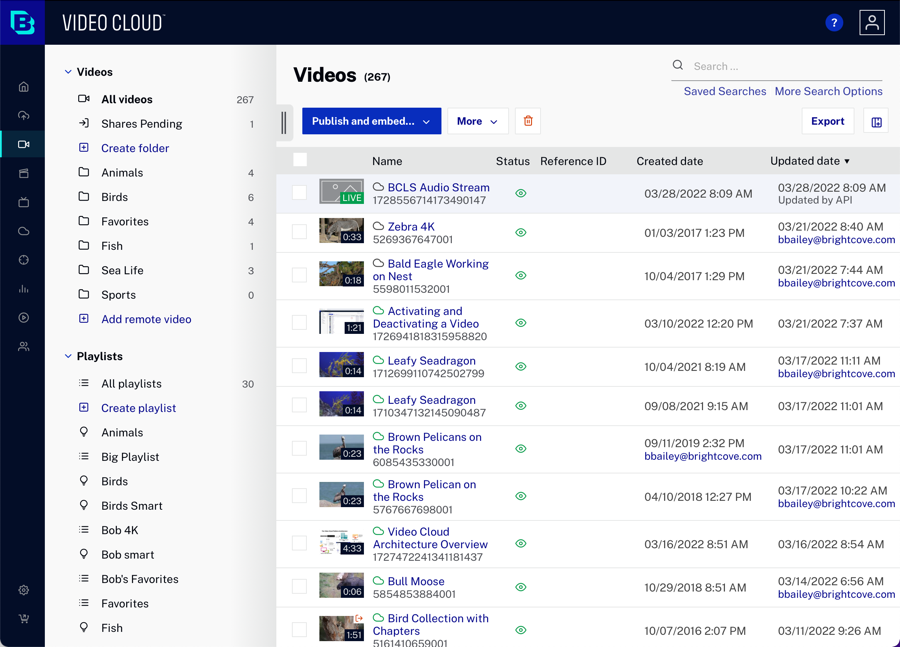 VIDEO CLOUD
?
Videos
All videos 267
Shares Pending 1
Create folder
Animals 4
Birds 6
Favorites 4
Fish 1
Sea Life 3
Sports 0
Add remote video
Playlists
All playlists 30
Create playlist
Animals
Big Playlist
Birds
Birds Smart
Bob 4K
Bob smart
Bob's Favorites
Favorites
Fish
Videos (267)
Search ...
Saved Searches More Search Options
Publish and embed... More Export
Name Status Reference ID Created date Updated date ▼
LIVE
BCLS Audio Stream
1728556714173490147
03/28/2022 8:09 AM
03/28/2022 8:09 AM
Updated by API
0:33
Zebra 4K
5269367647001
01/03/2017 1:23 PM
03/21/2022 8:40 AM
bbailey@brightcove.com
0:18
Bald Eagle Working
on Nest
5598011532001
10/04/2017 1:29 PM
03/21/2022 7:44 AM
bbailey@brightcove.com
1:21
Activating and
Deactivating a Video
1726941818315958820
03/10/2022 12:20 PM
03/21/2022 7:37 AM
0:14
Leafy Seadragon
1712699110742502799
10/04/2021 8:19 AM
03/17/2022 11:11 AM
bbailey@brightcove.com
0:14
Leafy Seadragon
1710347132145090487
09/08/2021 9:15 AM
03/17/2022 11:01 AM
0:23
Brown Pelicans on
the Rocks
6085435330001
09/11/2019 2:32 PM
bbailey@brightcove.com
03/17/2022 11:01 AM
0:23
Brown Pelican on
the Rocks
5767667698001
04/10/2018 12:27 PM
03/17/2022 10:22 AM
bbailey@brightcove.com
4:33
Video Cloud
Architecture Overview
1727472241341181437
03/16/2022 8:51 AM
03/16/2022 8:54 AM
0:06
Bull Moose
5854853884001
10/29/2018 8:51 AM
03/14/2022 6:56 AM
bbailey@brightcove.com
1:51
Bird Collection with
Chapters
5161410659001
10/07/2016 2:07 PM
03/11/2022 9:26 AM